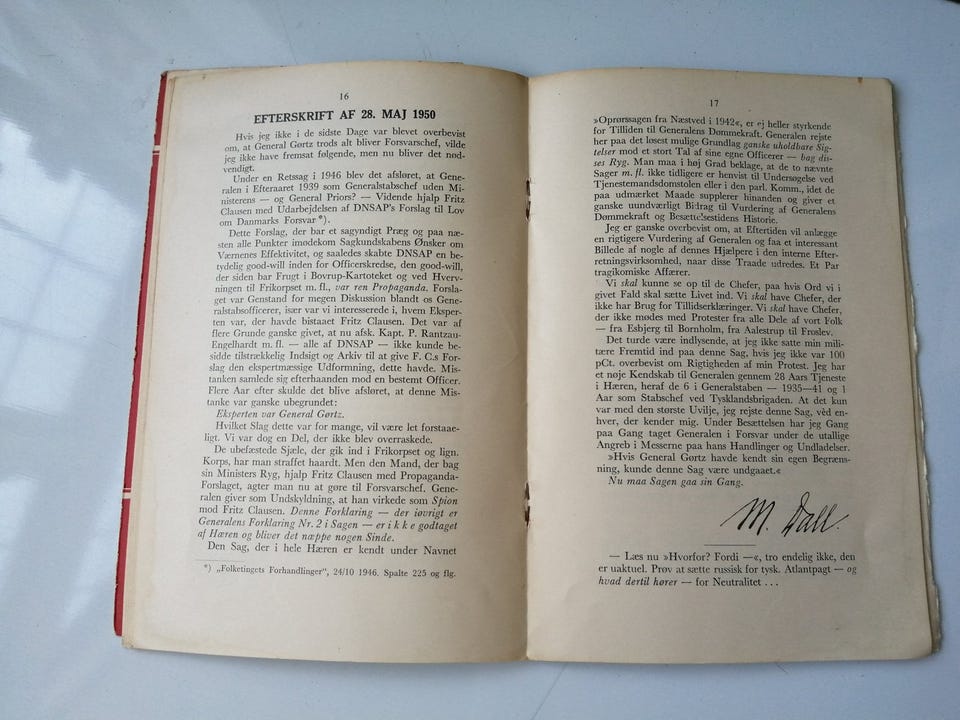 16
EFTERSKRIFT AF 28. MAJ 1950
Hvis jeg ikke i de sidste Dage var blevet overbevist
om, at General Gørtz trods alt bliver Forsvarschef, vilde
jeg ikke have fremsat følgende, men nu bliver det nød-
vendigt.
Under en Retssag i 1946 blev det afsløret, at Gene-
ralen i Efteraaret 1939 som Generalstabschef uden Mi-
nisterens — og General Priors? — Vidende hjalp Fritz
Clausen med Udarbejdelsen af DNSAP's Forslag til Lov
om Danmarks Forsvar *).
Dette Forslag, der bar et sagyndigt Præg og paa næ-
sten alle Punkter imødekom Sagkundskabens Ønsker om
Værnenes Effektivitet, og saaledes skabte DNSAP en be-
tydelig good-will inden for Officerskredse, den good-will,
der siden bar Frugt i Bovrup-Kartoteket og ved Hverv-
ningen til Frikorpset m. fl., var ren Propaganda. Forsla-
get var Genstand for megen Diskussion blandt os Gene-
ralstabsofficerer, især var vi interesserede i, hvem Eksper-
ten var, der havde bistaaet Fritz Clausen. Det var af
flere Grunde ganske givet, at nu afsk. Kapt. P. Rantzau-
Engelhardt m. fl. — alle af DNSAP — ikke kunde be-
sidde tilstrækkelig Indsigt og Arkiv til at give F. C.s For-
slag den ekspertmæssige Udformning, dette havde. Mis-
tanken samlede sig efterhaanden mod en bestemt Officer.
Flere Aar efter skulde det blive afsløret, at denne Mis-
tanke var ganske ubegrundet:
Eksperten var General Gørtz.
Hvilket Slag dette var for mange, vil være let forstaae-
ligt. Vi var dog en Del, der ikke blev overraskede.
De ubefæstede Sjæle, der gik ind i Frikorpset og lign.
Korps, har man straffet haardt. Men den Mand, der bag
sin Ministers Ryg, hjalp Fritz Clausen med Propaganda-
Forslaget, agter man nu at gøre til Forsvarschef. Gene-
ralen giver som Undskyldning, at han virkede som Spion
mod Fritz Clausen. Denne Forklaring — der iøvrigt er
Generalens Forklaring Nr. 2 i Sagen — er i k k e godtaget
af Hæren og bliver det næppe nogen Sinde.
Den Sag, der i hele Hæren er kendt under Navnet
*) „Folketingets Forhandlinger", 24/10 1946. Spalte 225 og flg.
17
»Oprørssagen fra Næstved i 1942«, er ej heller styrkende
for Tilliden til Generalens Dømmekraft. Generalen rejste
her paa det løsest mulige Grundlag ganske uholdbare Sig-
telser mod et stort Tal af sine egne Officerer — bag dis-
ses Ryg. Man maa i høj Grad beklage, at de to nævnte
Sager m. fl. ikke tidligere er henvist til Undersøgelse ved
Tjenestemandsdomstolen eller i den parl. Komm., idet de
paa udmærket Maade supplerer hinanden og giver et
ganske uundværligt Bidrag til Vurdering af Generalens
Dømmekraft og Besættelsestidens Historie.
Jeg er ganske overbevist om, at Eftertiden vil anlægge
en rigtigere Vurdering af Generalen og faa et interessant
Billede af nogle af dennes Hjælpere i den interne Efter-
retningsvirksomhed, naar disse Traade udredes. Et Par
tragikomiske Affærer.
Vi skal kunne se op til de Chefer, paa hvis Ord vi i
givet Fald skal sætte Livet ind. Vi skal have Chefer, der
ikke har Brug for Tillidserklæringer. Vi skal have Chefer,
der ikke mødes med Protester fra alle Dele af vort Folk
— fra Esbjerg til Bornholm, fra Aalestrup til Frøslev.
Det turde være indlysende, at jeg ikke satte min mili-
tære Fremtid ind paa denne Sag, hvis jeg ikke var 100
pCt. overbevist om Rigtigheden af min Protest. Jeg har
et nøje Kendskab til Generalen gennem 28 Aars Tjeneste
i Hæren, heraf de 6 i Generalstaben — 1935—41 og 1
Aar som Stabschef ved Tysklandsbrigaden. At det kun
var med den største Uvilje, jeg rejste denne Sag, vèd en-
hver, der kender mig. Under Besættelsen har jeg Gang
paa Gang taget Generalen i Forsvar under de utallige
Angreb i Messerne paa hans Handlinger og Undladelser.
»Hvis General Gørtz havde kendt sin egen Begræns-
ning, kunde denne Sag være undgaaet.«
Nu maa Sagen gaa sin Gang.
M. Dall.
— Læs nu »Hvorfor? Fordi —«, tro endelig ikke, den
er uaktuel. Prøv at sætte russisk for tysk. Atlantpagt — og
hvad dertil hører — for Neutralitet . . .